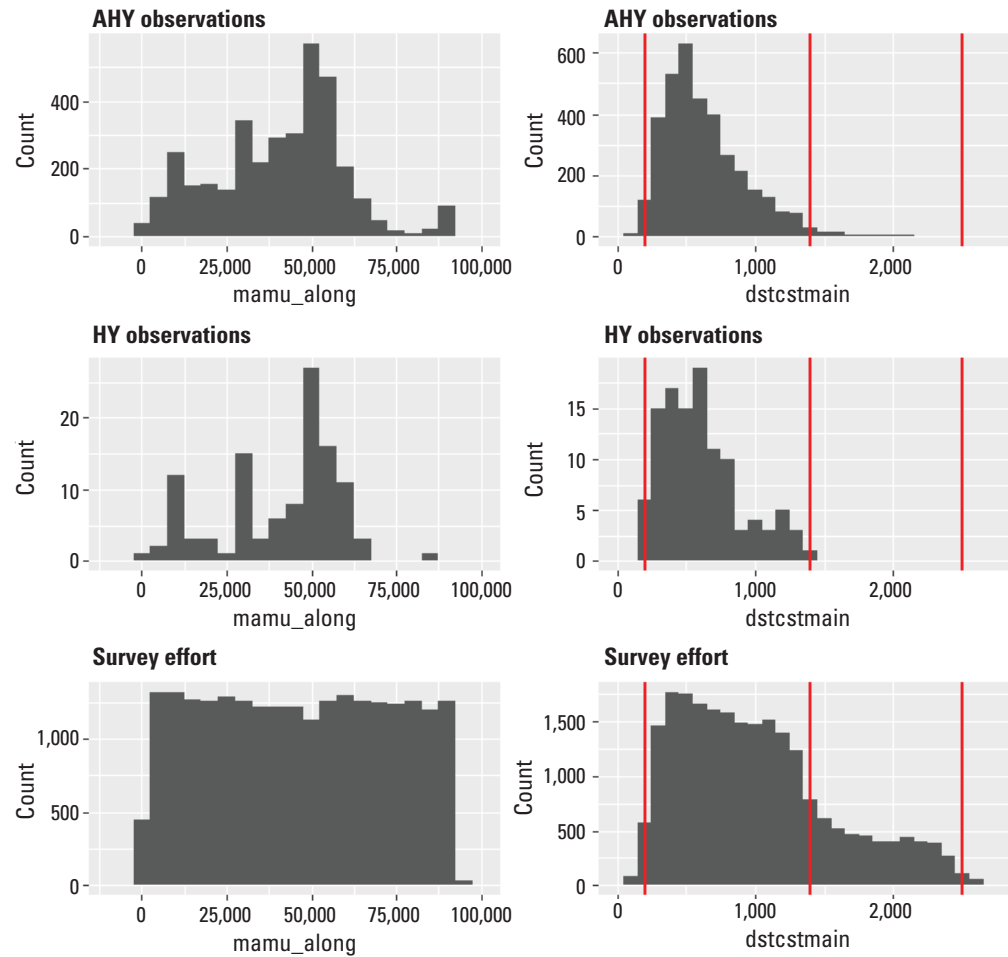 AHY observations
AHY observations
Count
400
200
0
0 25,000 50,000 75,000 100,000
mamu_along
Count
600
400
200
0
0 1,000 2,000
dstcstmain
HY observations
HY observations
Count
20
10
0
0 25,000 50,000 75,000 100,000
mamu_along
Count
15
10
5
0
0 1,000 2,000
dstcstmain
Survey effort
Survey effort
Count
1,000
500
0
0 25,000 50,000 75,000 100,000
mamu_along
Count
1,500
1,000
500
0
0 1,000 2,000
dstcstmain